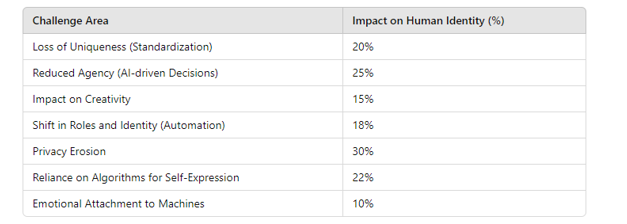 Challenge Area Impact on Human Identity (%)
Loss of Uniqueness (Standardization) 20%
Reduced Agency (AI-driven Decisions) 25%
Impact on Creativity 15%
Shift in Roles and Identity (Automation) 18%
Privacy Erosion 30%
Reliance on Algorithms for Self-Expression 22%
Emotional Attachment to Machines 10%